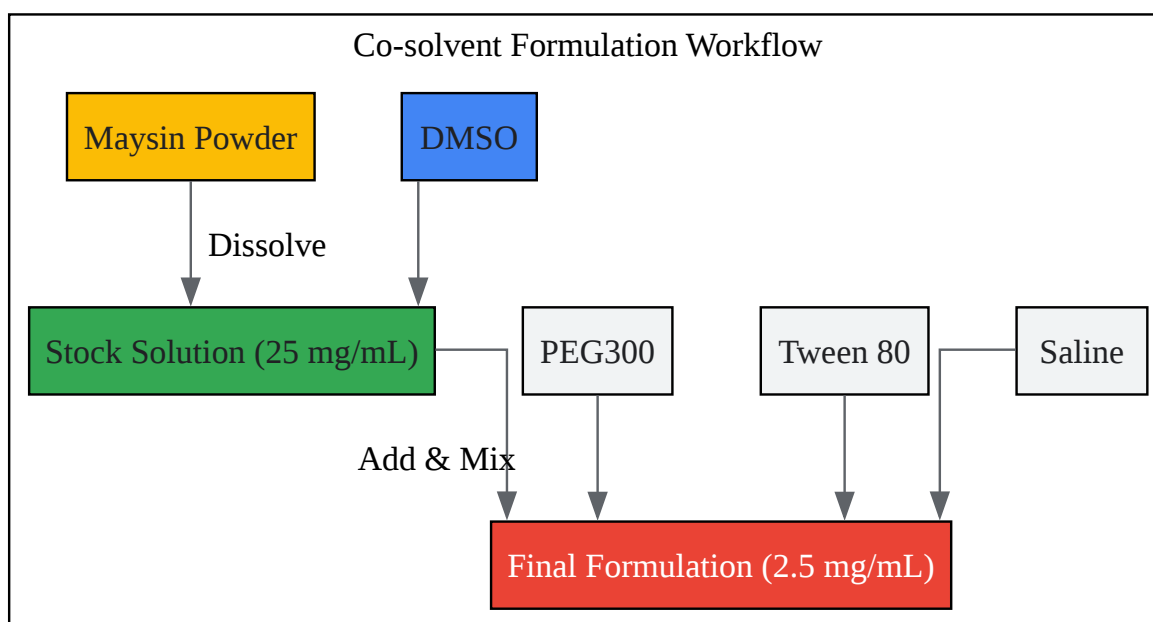 Co-solvent Formulation Workflow
Maysin Powder
DMSO
Dissolve
Stock Solution (25 mg/mL)
PEG300
Tween 80
Saline
Add & Mix
Final Formulation (2.5 mg/mL)